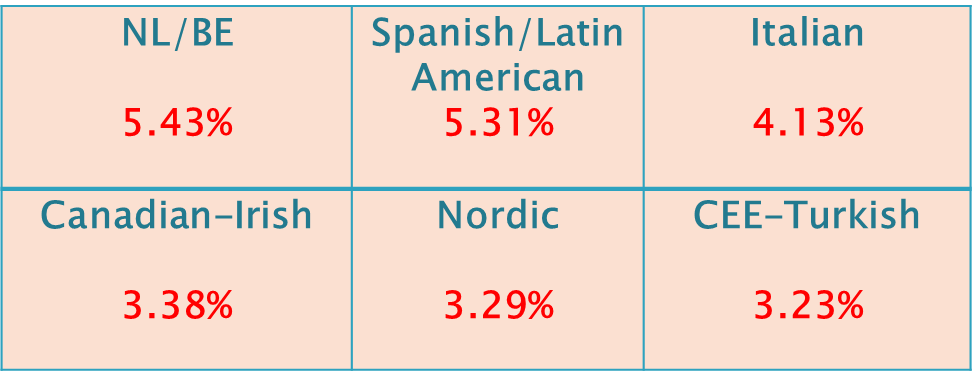 NL/BE
5.43%
Spanish/Latin
American
5.31%
Italian
4.13%
Canadian-Irish
3.38%
Nordic
3.29%
CEE-Turkish
3.23%